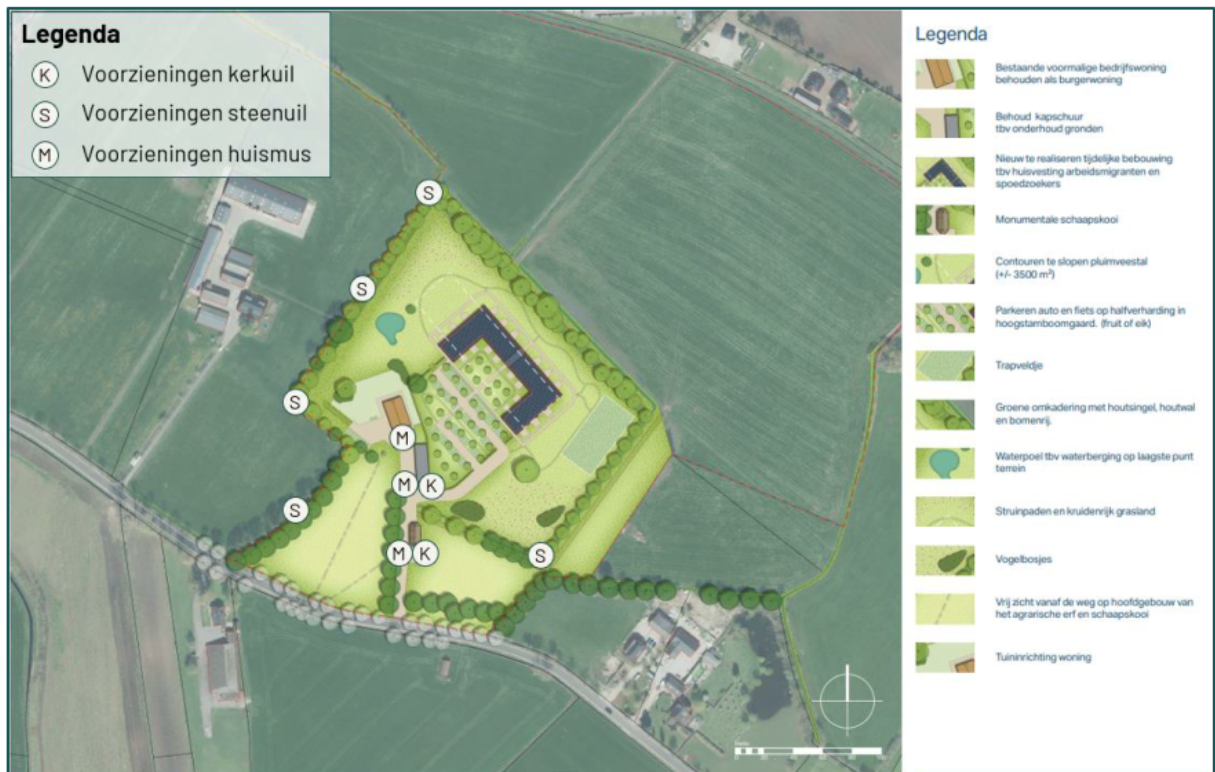 Legenda
K Voorzieningen kerkuil
S Voorzieningen steenuil
M Voorzieningen huismus
S
S
S
M
M K
S
M K
S
Legenda
Bestaande voormalige bedrijfswoning
behouden als burgerwoning
Behoud kapschuur
tbv onderhoud gronden
Nieuw te realiseren tijdelijke bebouwing
tbv huisvesting arbeidsmigranten en
spoedzoekers
Monumentale schaapskooi
Contouren te slopen pluimveestal
(+/- 3500 m²)
Parkeren auto en fiets op halfverharding in
hoogstamboomgaard. (fruit of eik)
Trapveldje
Groene omkadering met houtsingel, houtwal
en bomenrij.
Waterpoel tbv waterberging op laagste punt
terrein
Struinpaden en kruidenrijk grasland
Vogelbosjes
Vrij zicht vanaf de weg op hoofdgebouw van
het agrarische erf en schaapskooi
Tuininrichting woning